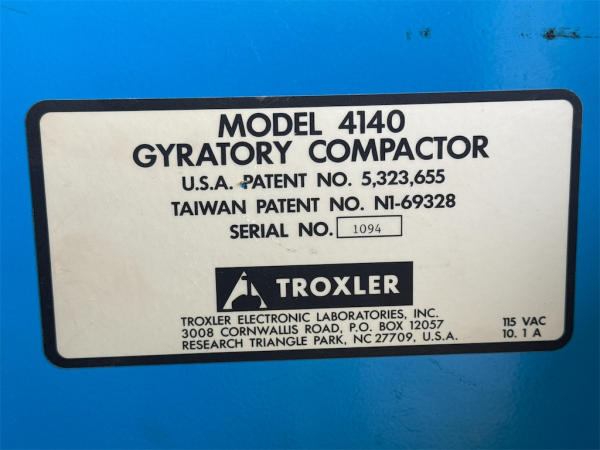 MODEL 4140
GYRATORY COMPACTOR
U.S.A. PATENT NO. 5,323,655
TAIWAN PATENT NO. NI-69328
SERIAL NO. 1094
TROXLER
TROXLER ELECTRONIC LABORATORIES, INC.
3008 CORNWALLIS ROAD, P.O. BOX 12057
RESEARCH TRIANGLE PARK, NC 27709, U.S.A.
115 VAC
10. 1 A